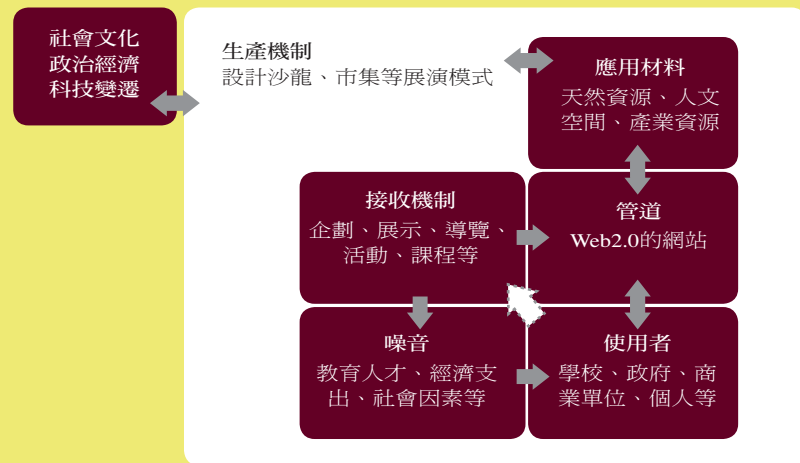 社會文化
政治經濟
科技變遷
生產機制
設計沙龍、市集等展演模式
應用材料
天然資源、人文
空間、產業資源
接收機制
企劃、展示、導覽、
活動、課程等
管道
Web2.0的網站
噪音
教育人才、經濟支
出、社會因素等
使用者
學校、政府、商
業單位、個人等